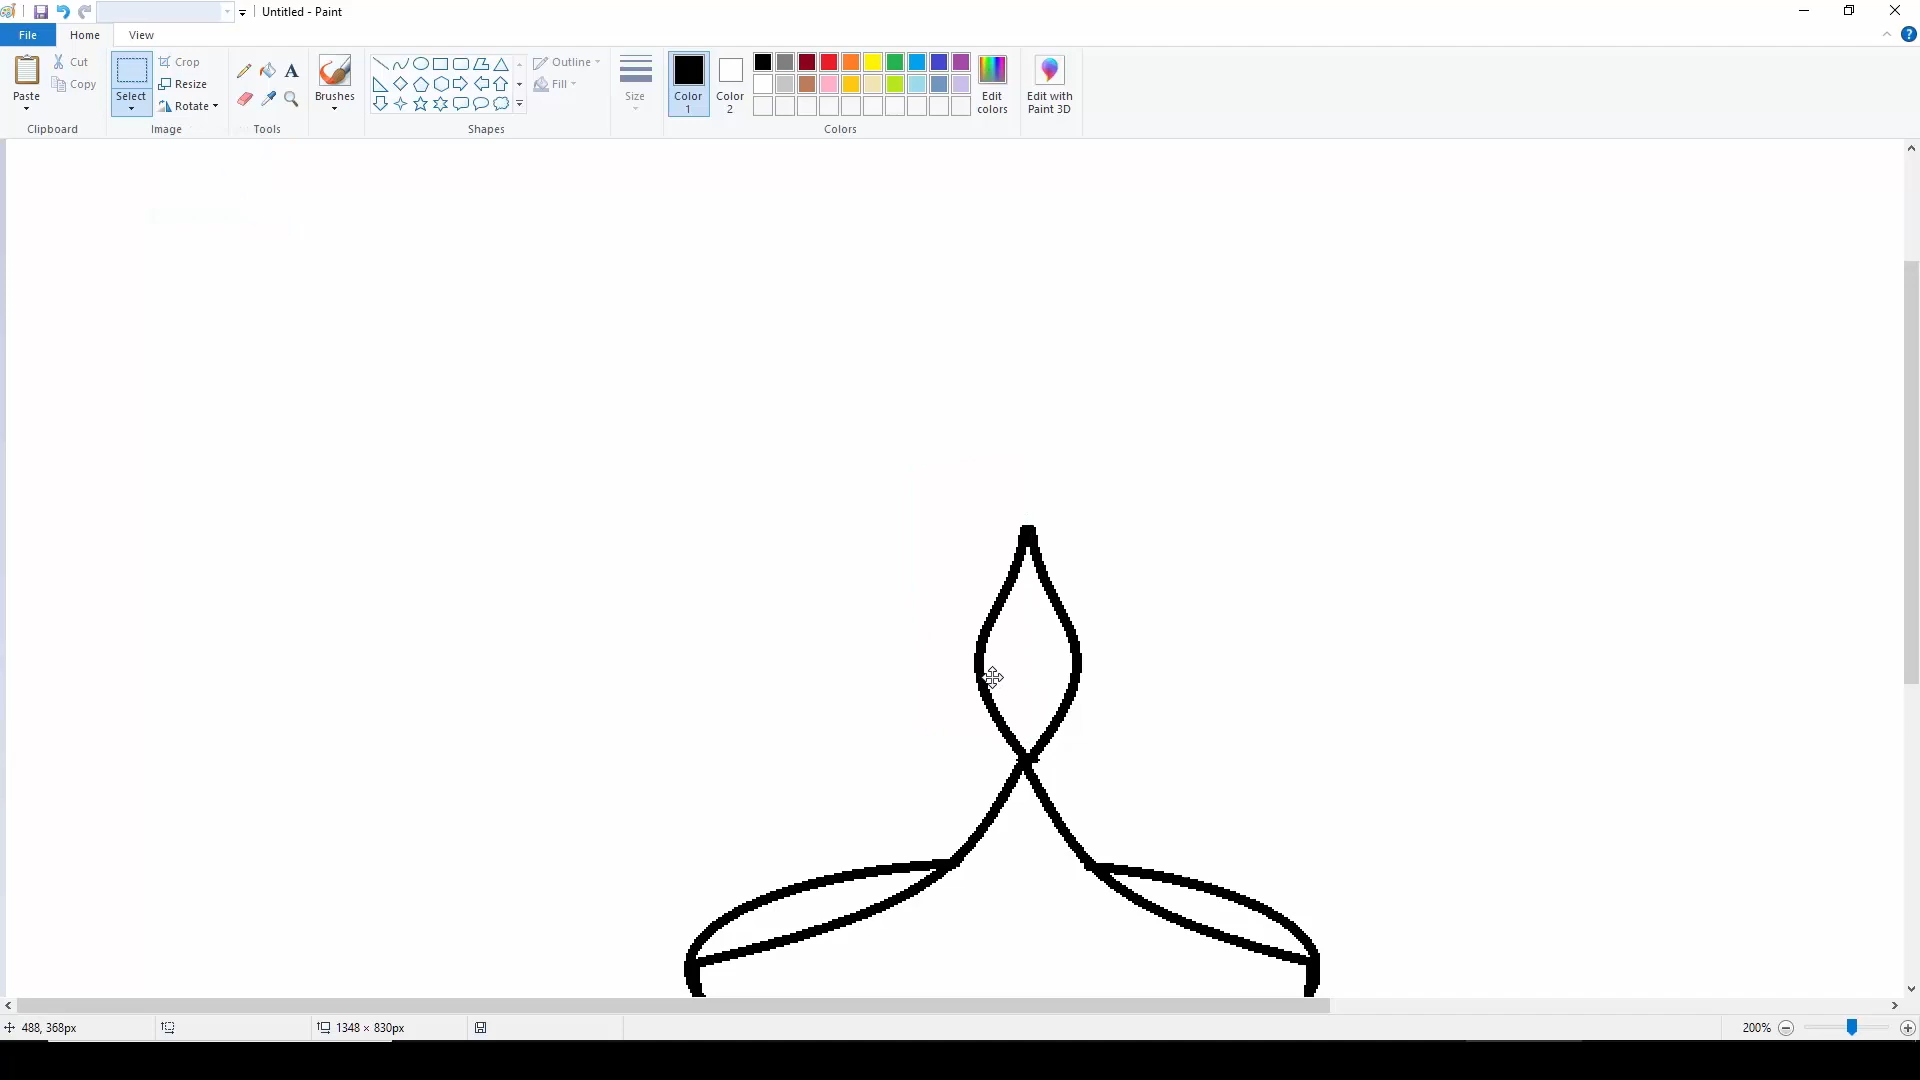 Untitled - Paint
File Home View
Paste
Cut
Copy
Clipboard
Select
Crop
Resize
Rotate
Image
A
Tools
Brushes
Outline
Fill
Shapes
Size
Color 1
Color 2
Edit colors
Colors
Edit with Paint 3D
488, 368px
1348 × 830px
200%